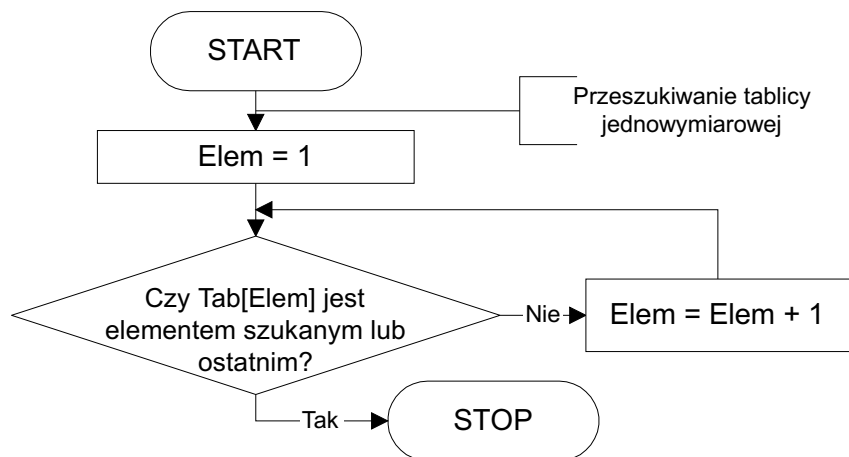 START
Przeszukiwanie tablicy
jednowymiarowej
Elem = 1
Czy Tab[Elem] jest
elementem szukanym lub
ostatnim?
Nie
Elem = Elem + 1
Tak
STOP